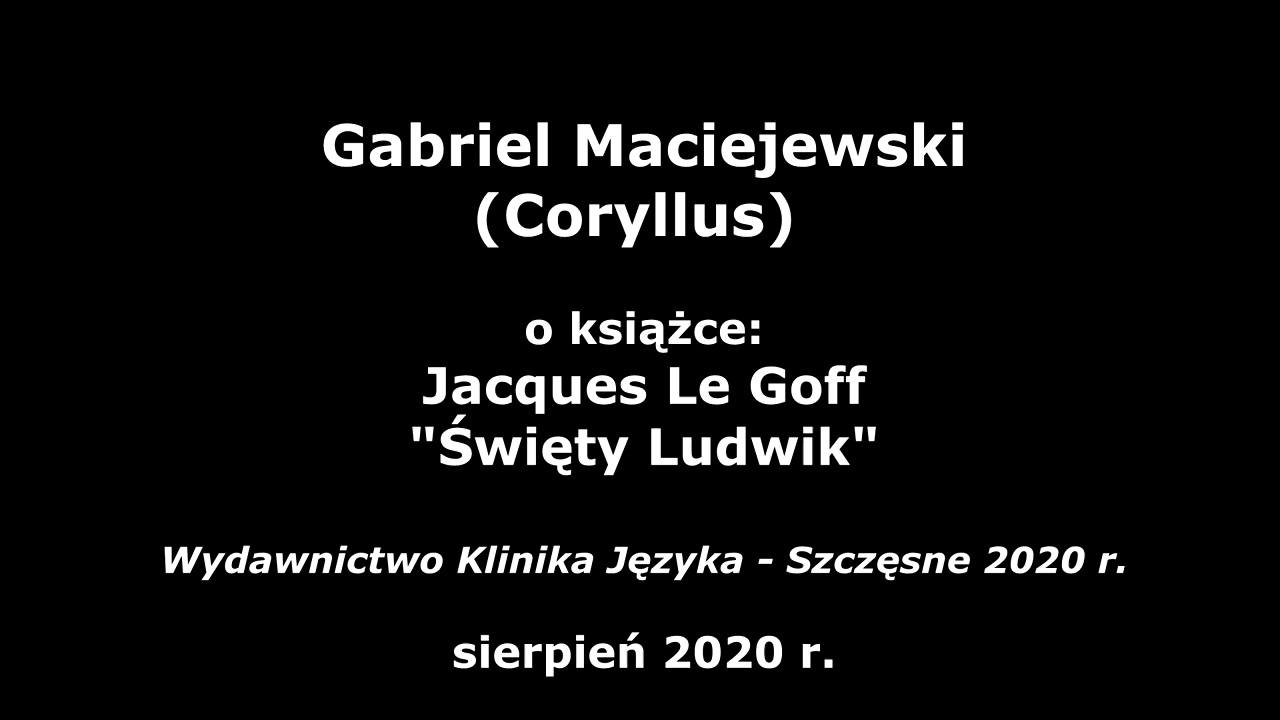 Gabriel Maciejewski
(Coryllus)
o książce:
Jacques Le Goff
"Święty Ludwik"
Wydawnictwo Klinika Języka - Szczęsne 2020 r.
sierpień 2020 r.